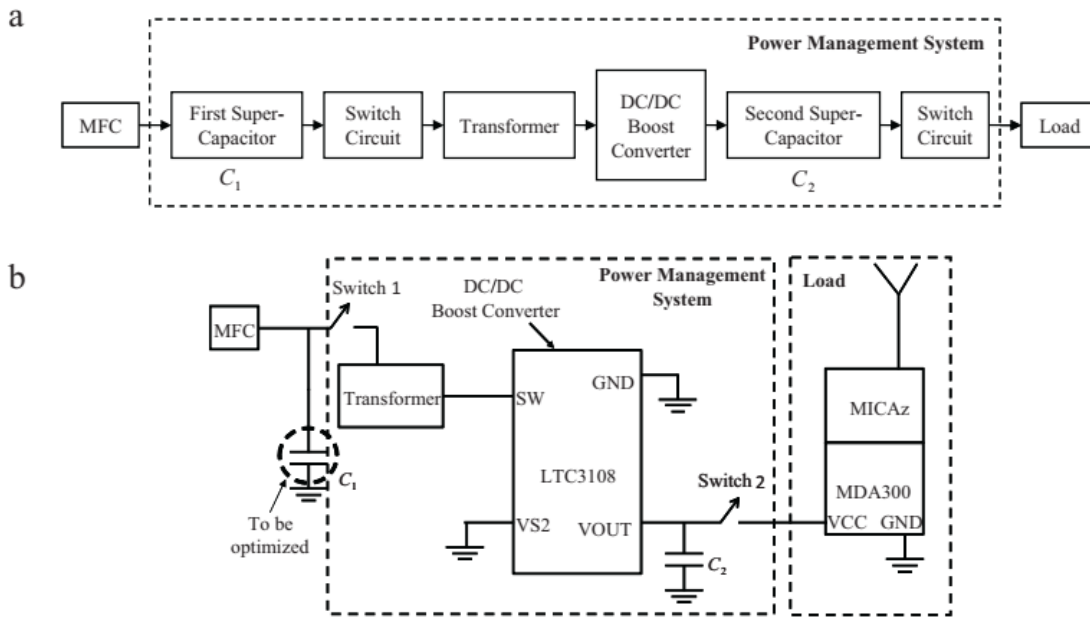 a
Power Management System
MFC
First Super-
Capacitor
C1
Switch
Circuit
Transformer
DC/DC
Boost
Converter
Second Super-
Capacitor
C2
Switch
Circuit
Load
b
Power Management
System
Load
DC/DC
Boost Converter
Switch 1
MFC
Transformer
C1
To be
optimized
SW
GND
LTC3108
VS2
VOUT
Switch 2
C2
MICAz
MDA300
VCC GND